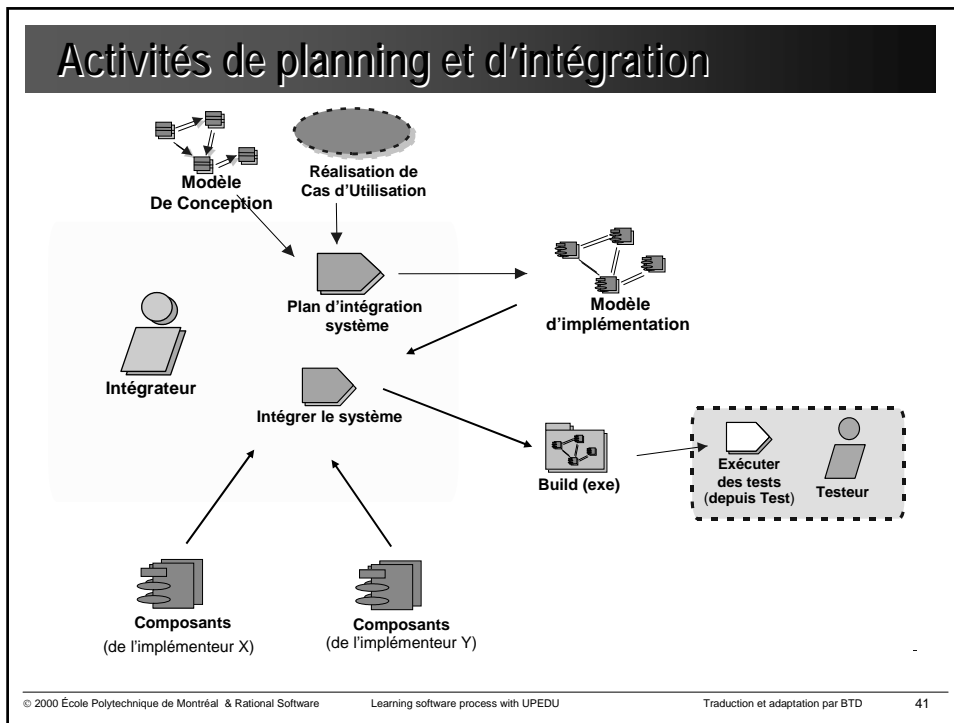 Activités de planning et d'intégration
Modèle
De Conception
Réalisation de
Cas d'Utilisation
Plan d'intégration
système
Modèle
d'implémentation
Intégrateur
Intégrer le système
Build (exe)
Exécuter
des tests
(depuis Test)
Testeur
Composants
(de l'implémenteur X)
Composants
(de l'implémenteur Y)
© 2000 École Polytechnique de Montréal & Rational Software Learning software process with UPEDU Traduction et adaptation par BTD 41